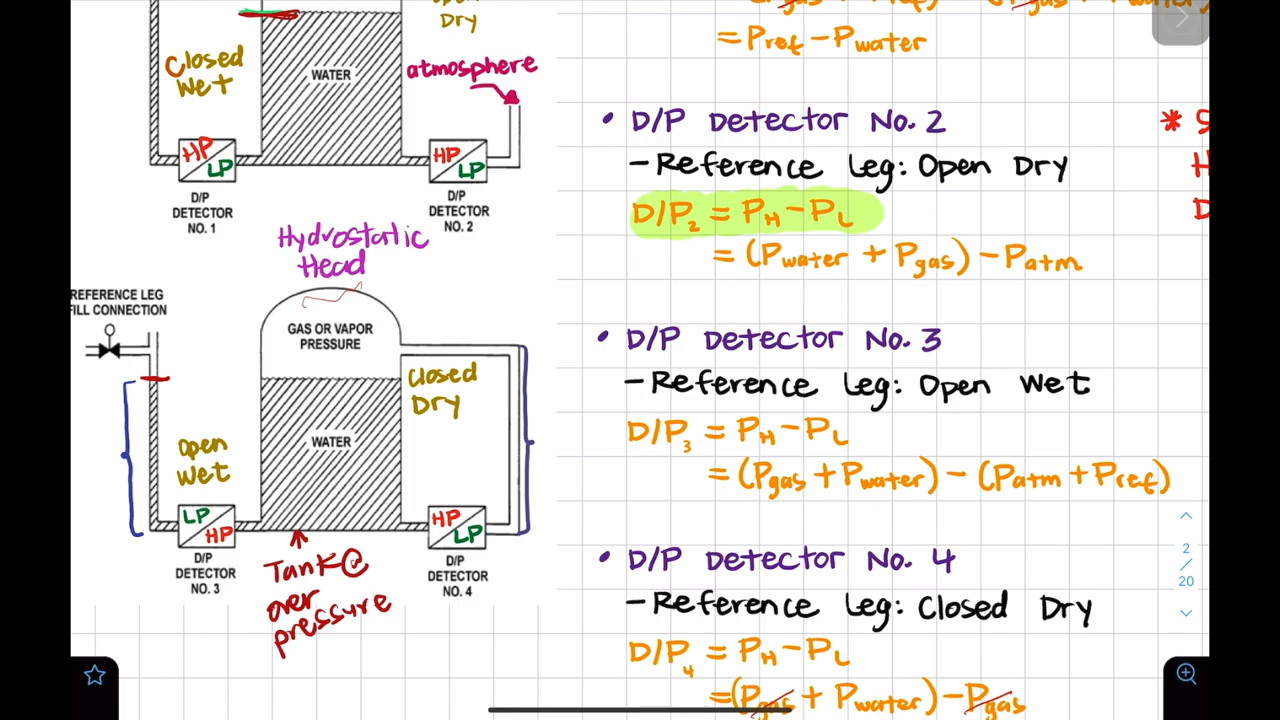 open
Dry
Closed
Wet
WATER
atmosphere
HP
LP
HP
LP
D/P
DETECTOR
NO. 1
D/P
DETECTOR
NO. 2
Hydrostatic
Head
REFERENCE LEG
FILL CONNECTION
GAS OR VAPOR
PRESSURE
Closed
Dry
WATER
open
wet
LP
HP
HP
LP
D/P
DETECTOR
NO. 3
D/P
DETECTOR
NO. 4
Tank@
over
pressure
= Pref - Pwater
• D/P Detector No. 2
- Reference Leg: Open Dry
D/P2 = PH - PL
= (Pwater + Pgas) - Patm
• D/P Detector No. 3
- Reference Leg: Open Wet
D/P3 = PH - PL
= (Pgas + Pwater) - (Patm + Pref)
• D/P Detector No. 4
- Reference Leg: Closed Dry
D/P4 = PH - PL
= (Pgas + Pwater) - Pgas
2
/
20